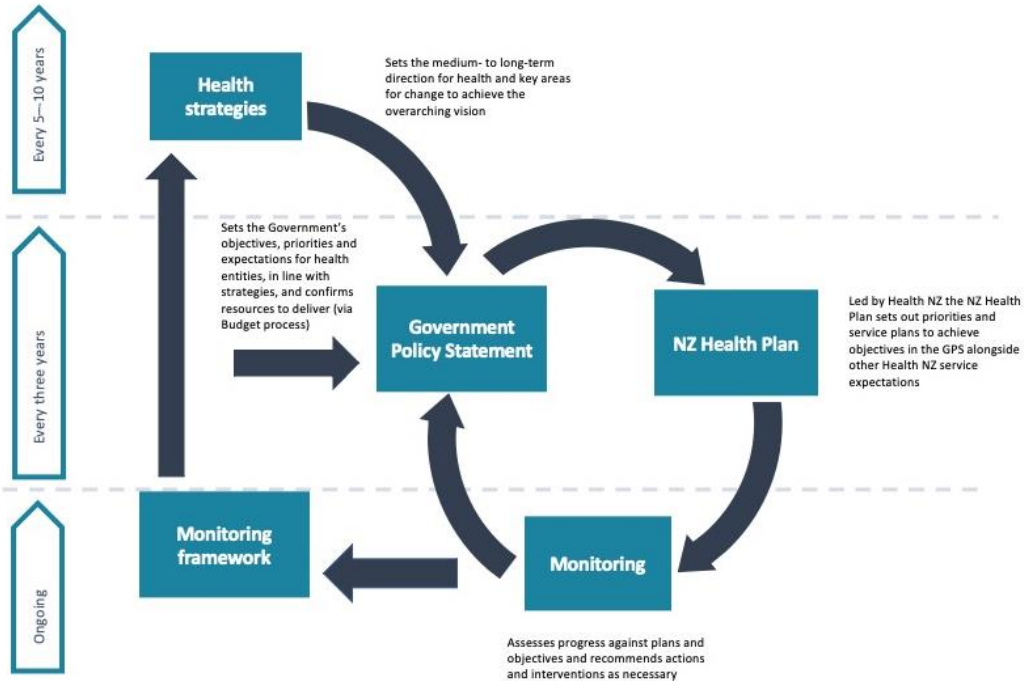 Every 5—10 years
Health
strategies
Sets the medium- to long-term
direction for health and key areas
for change to achieve the
overarching vision
Every three years
Sets the Government's
objectives, priorities and
expectations for health
entities, in line with
strategies, and confirms
resources to deliver (via
Budget process)
Government
Policy Statement
NZ Health Plan
Led by Health NZ the NZ Health
Plan sets out priorities and
service plans to achieve
objectives in the GPS alongside
other Health NZ service
expectations
Ongoing
Monitoring
framework
Monitoring
Assesses progress against plans and
objectives and recommends actions
and interventions as necessary